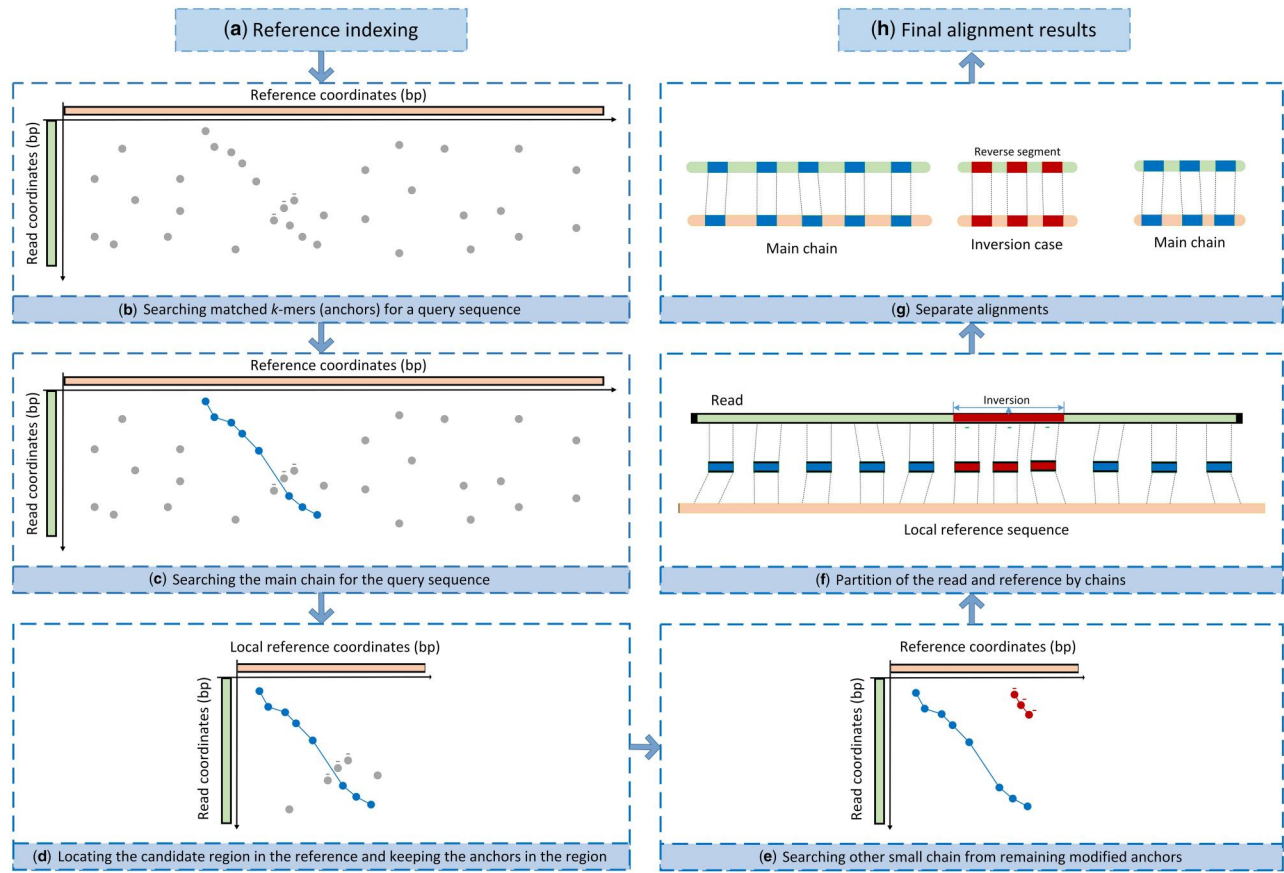 (a) Reference indexing
Reference coordinates (bp)
Read coordinates (bp)
- - -
(b) Searching matched k-mers (anchors) for a query sequence
Reference coordinates (bp)
Read coordinates (bp)
- - -
(c) Searching the main chain for the query sequence
Local reference coordinates (bp)
Read coordinates (bp)
- - -
(d) Locating the candidate region in the reference and keeping the anchors in the region
Reference coordinates (bp)
Read coordinates (bp)
- - -
(e) Searching other small chain from remaining modified anchors
Read
Inversion
- - -
Local reference sequence
(f) Partition of the read and reference by chains
Reverse segment
Main chain
Inversion case
Main chain
(g) Separate alignments
(h) Final alignment results